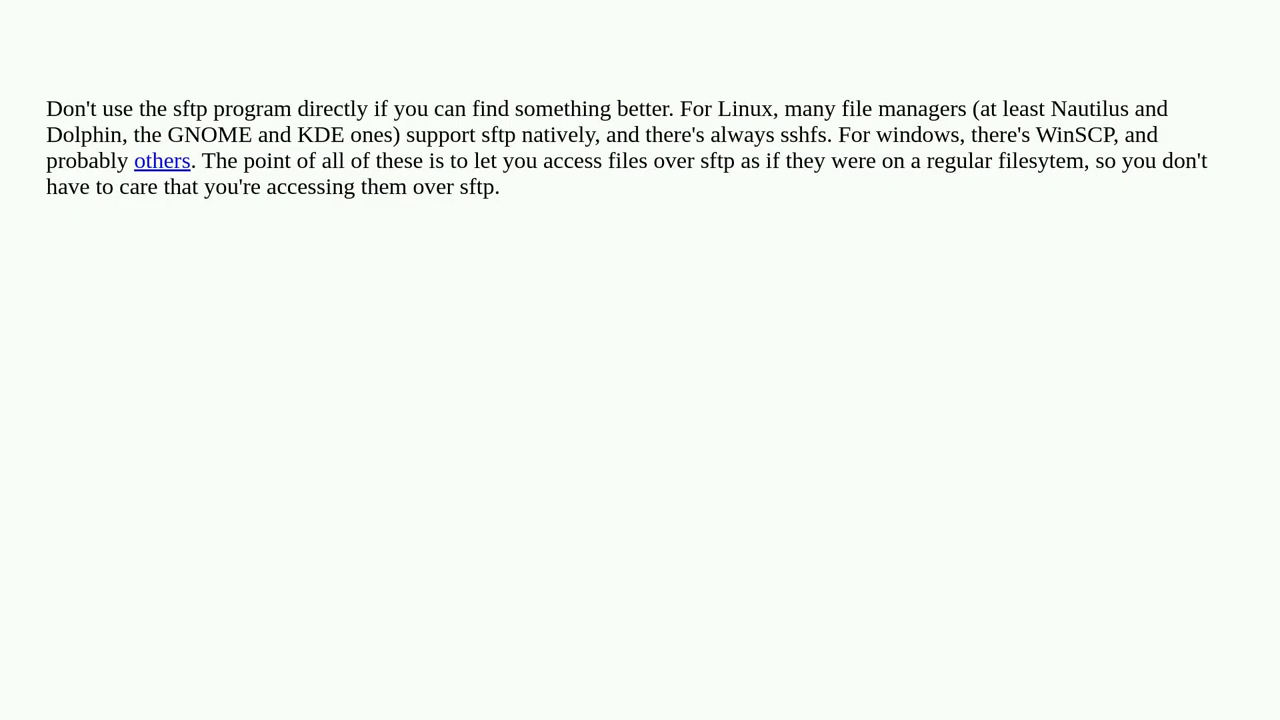 Don't use the sftp program directly if you can find something better. For Linux, many file managers (at least Nautilus and
Dolphin, the GNOME and KDE ones) support sftp natively, and there's always sshfs. For windows, there's WinSCP, and
probably others. The point of all of these is to let you access files over sftp as if they were on a regular filesytem, so you don't
have to care that you're accessing them over sftp.